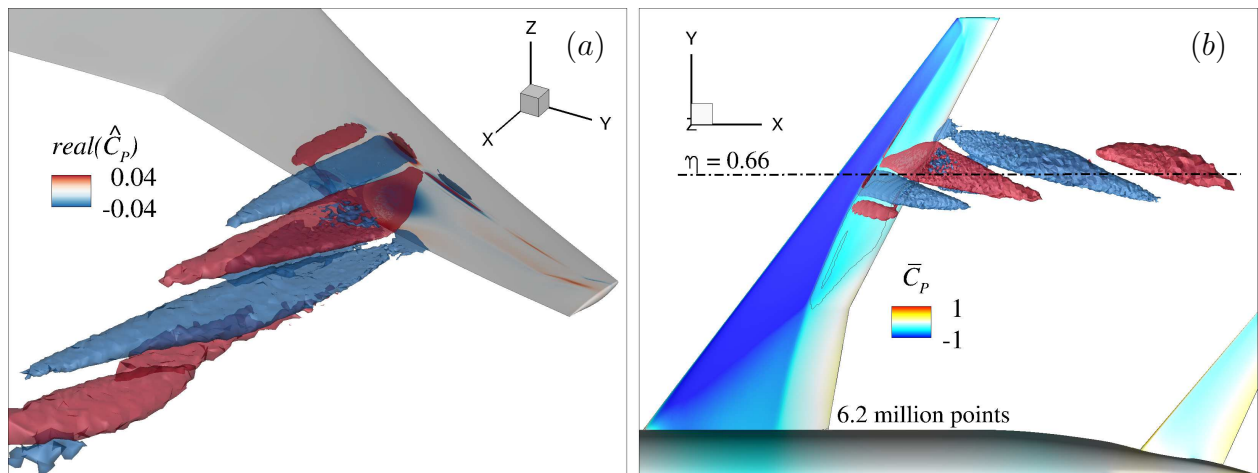 (a)
Z
X
Y
real(Ĉ_P)
0.04
-0.04
(b)
Y
Z
X
η = 0.66
C̅_P
1
-1
6.2 million points